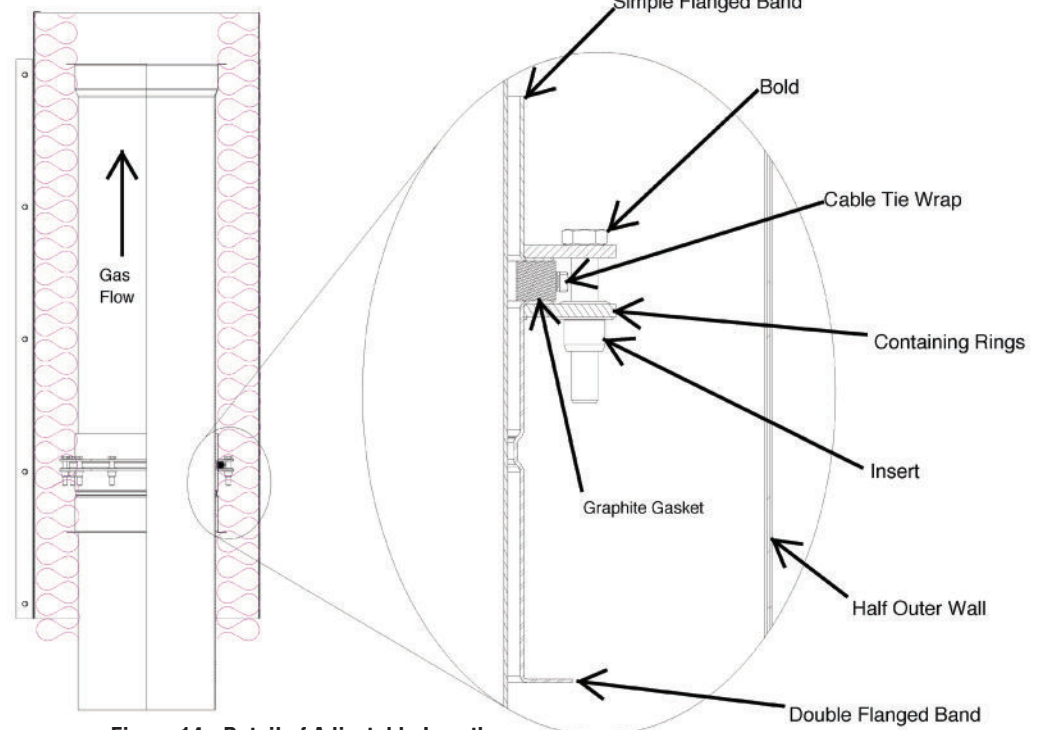 Simple Flanged Band
Bold
Cable Tie Wrap
Gas
Flow
Containing Rings
Insert
Graphite Gasket
Half Outer Wall
Double Flanged Band
Figure 14 - Detail of Adjustable Length